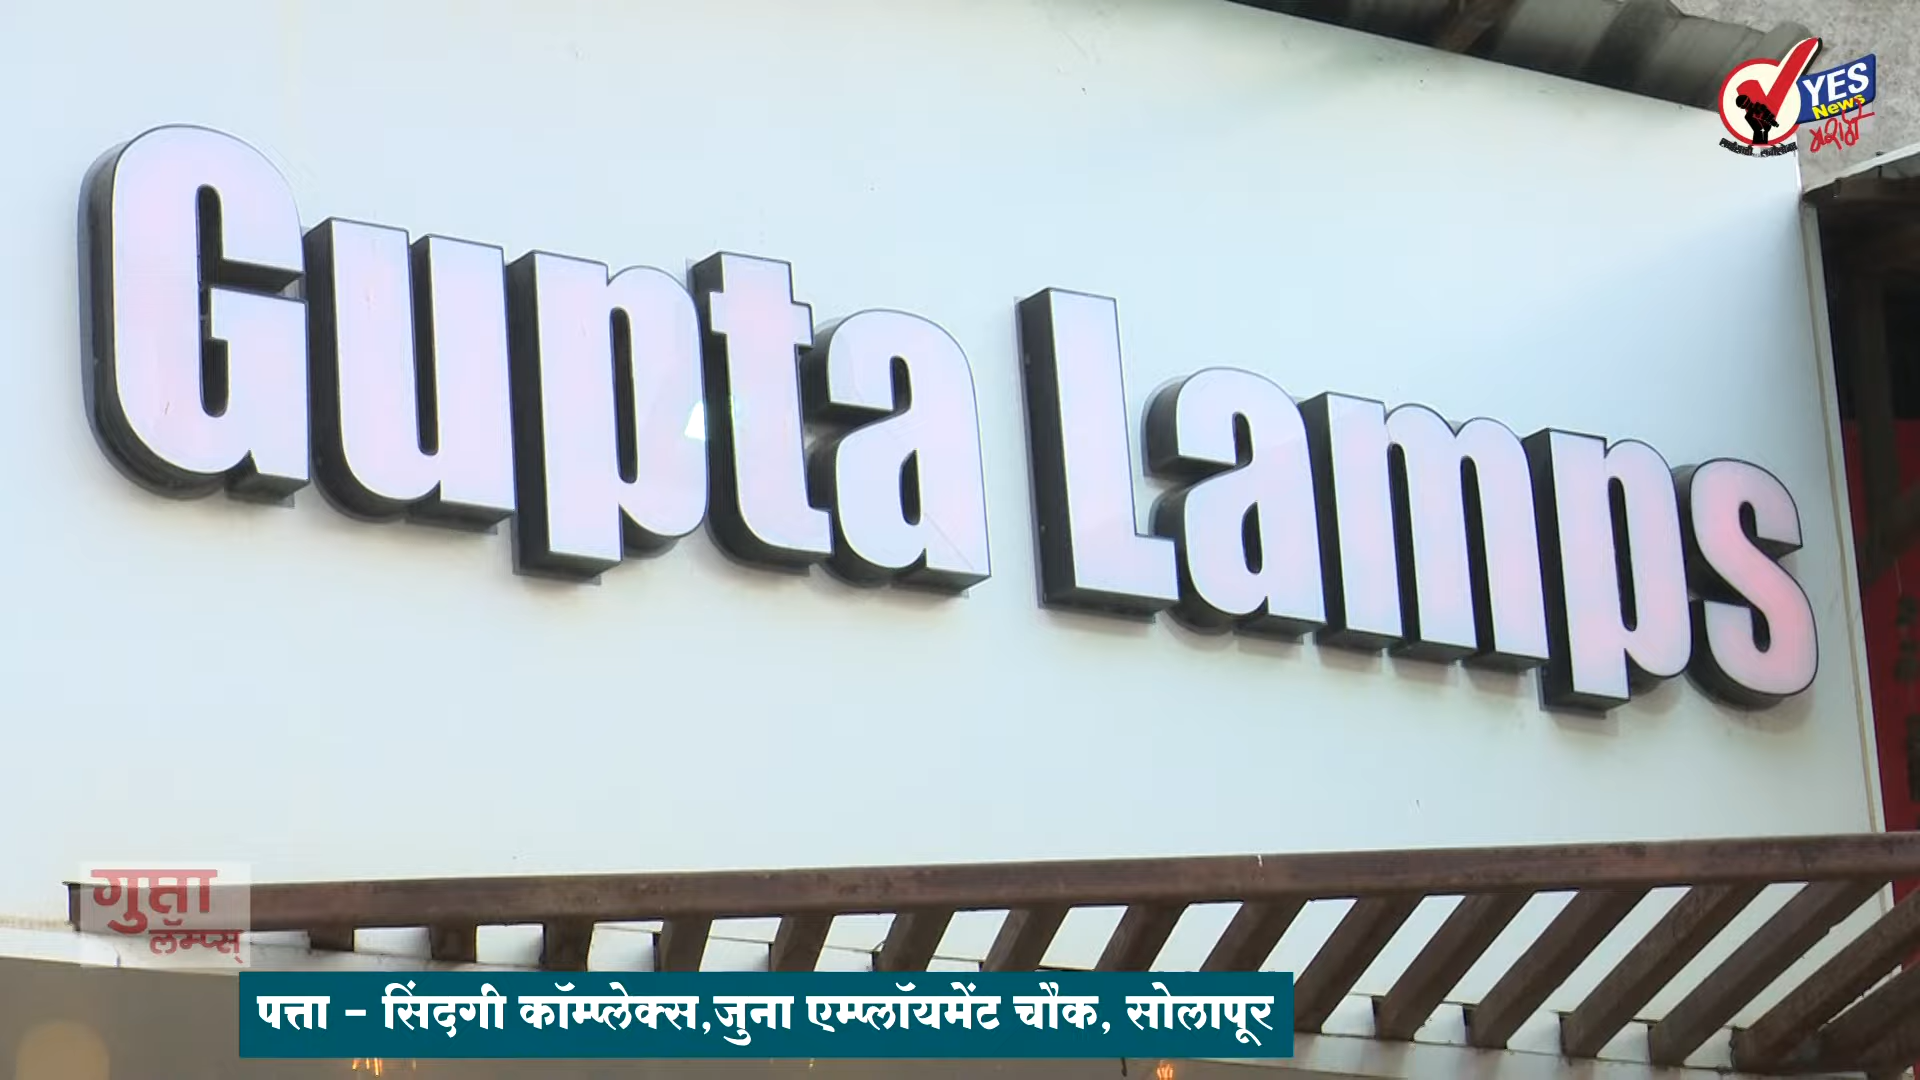 YES
News
मराठी
Gupta Lamps
गुप्ता
लॅम्प्स्
पत्ता - सिंदगी कॉम्प्लेक्स,जुना एम्प्लॉयमेंट चौक, सोलापूर